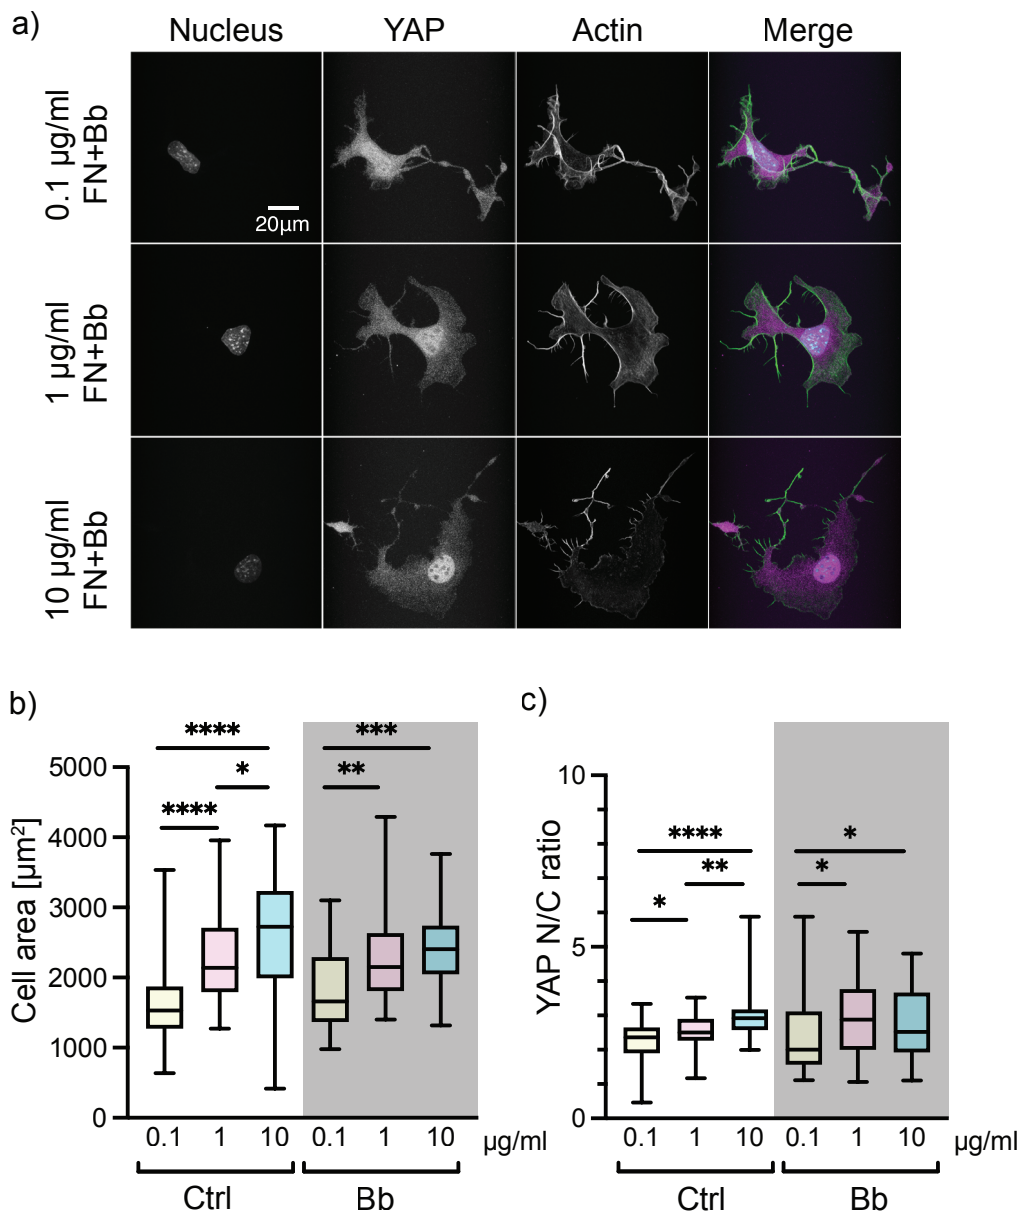 a)
Nucleus YAP Actin Merge
0.1 µg/ml
FN+Bb
20µm
1 µg/ml
FN+Bb
10 µg/ml
FN+Bb
b)
**** ***
* **
****
5000
4000
3000
2000
1000
0
Cell area [µm²]
0.1 1 10 0.1 1 10 µg/ml
Ctrl Bb
c)
**** *
** *
*
10
5
0
YAP N/C ratio
0.1 1 10 0.1 1 10 µg/ml
Ctrl Bb